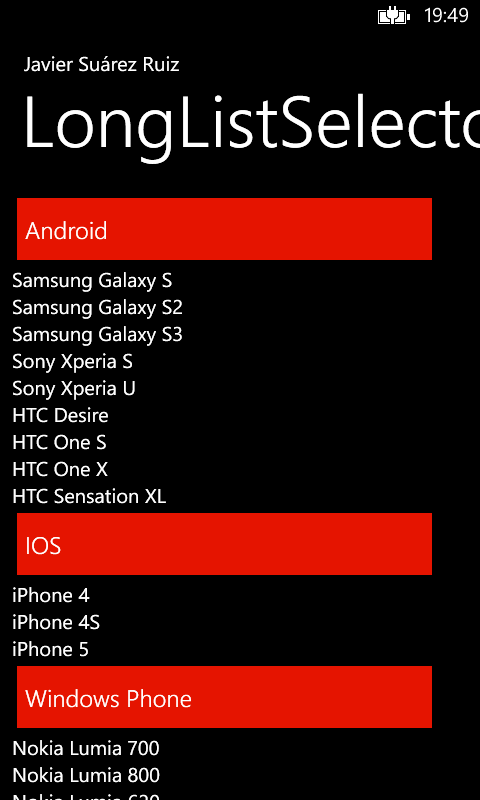 19:49
Javier Suárez Ruiz
LongListSelecto
Android
Samsung Galaxy S
Samsung Galaxy S2
Samsung Galaxy S3
Sony Xperia S
Sony Xperia U
HTC Desire
HTC One S
HTC One X
HTC Sensation XL
IOS
iPhone 4
iPhone 4S
iPhone 5
Windows Phone
Nokia Lumia 700
Nokia Lumia 800
Nokia Lumia